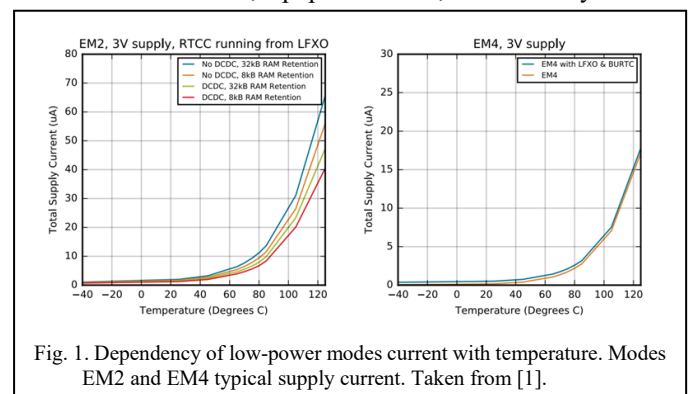 EM2, 3V supply, RTCC running from LFXO
80
70
60
50
40
30
20
10
0
Total Supply Current (uA)
No DCDC, 32kB RAM Retention
No DCDC, 8kB RAM Retention
DCDC, 32kB RAM Retention
DCDC, 8kB RAM Retention
−40 −20 0 20 40 60 80 100 120
Temperature (Degrees C)
EM4, 3V supply
30
25
20
15
10
5
0
Total Supply Current (uA)
EM4 with LFXO & BURTC
EM4
−40 −20 0 20 40 60 80 100 120
Temperature (Degrees C)
Fig. 1. Dependency of low-power modes current with temperature. Modes
EM2 and EM4 typical supply current. Taken from [1].